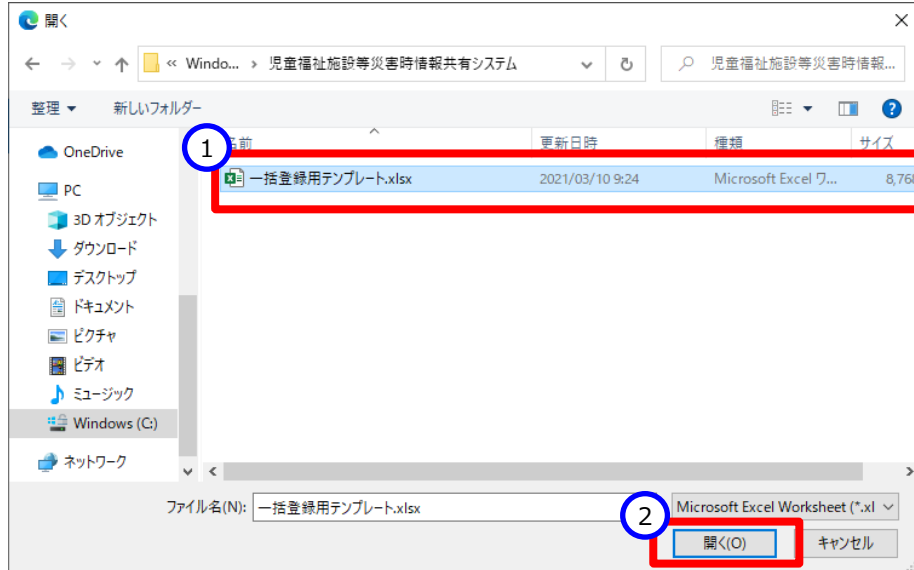 開く
« Windo... › 児童福祉施設等災害時情報共有システム
児童福祉施設等災害時情報...
整理 新しいフォルダー
1
名前 更新日時 種類 サイズ
OneDrive
一括登録用テンプレート.xlsx 2021/03/10 9:24 Microsoft Excel ワ... 8,768
PC
3D オブジェクト
ダウンロード
デスクトップ
ドキュメント
ピクチャ
ビデオ
ミュージック
Windows (C:)
ネットワーク
ファイル名(N): 一括登録用テンプレート.xlsx
2
Microsoft Excel Worksheet (*.xl
開く(O) キャンセル